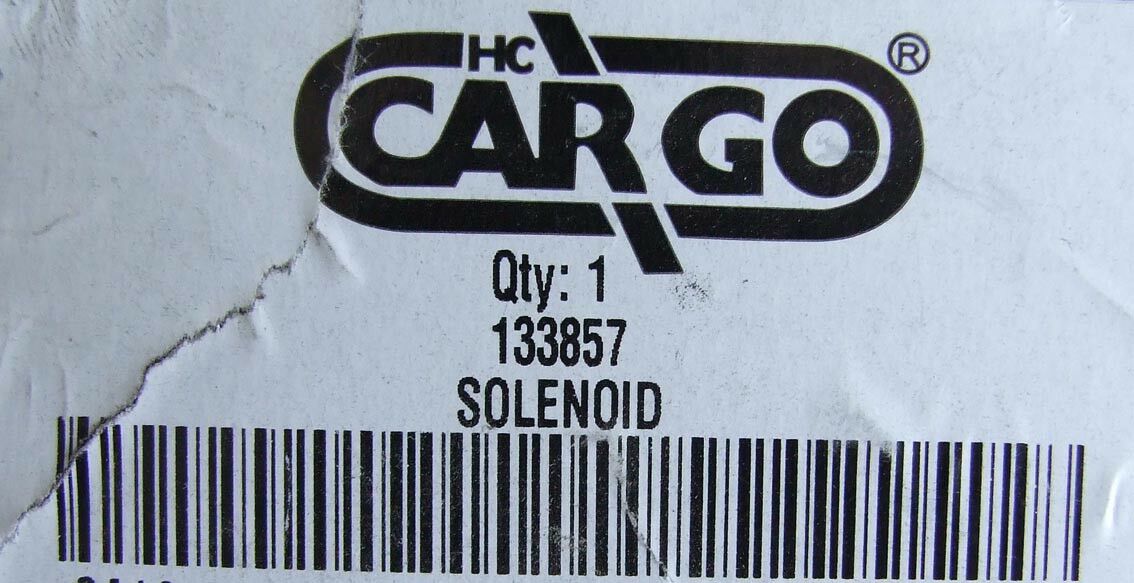 HC
CARGO®
Qty: 1
133857
SOLENOID